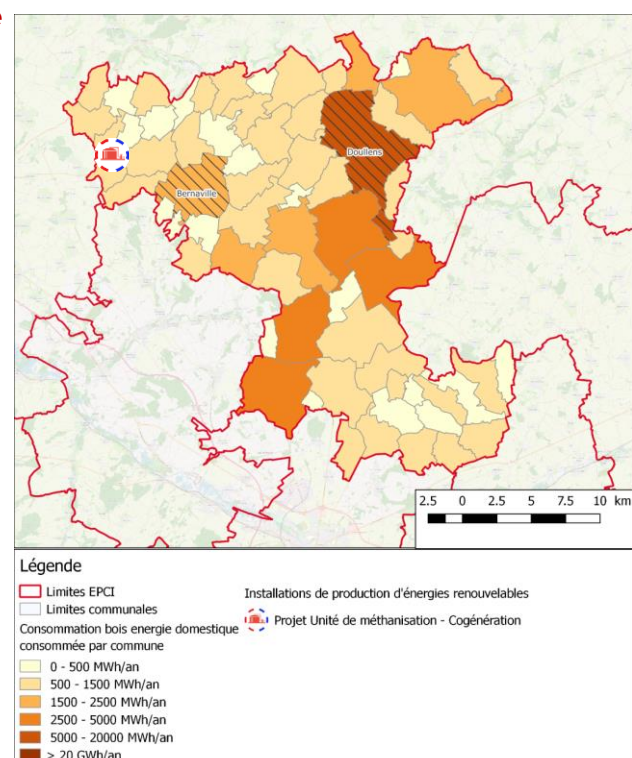 e
Doullens
Bernaville
2.5 0 2.5 5 7.5 10 km
Légende
Limites EPCI
Limites communales
Consommation bois energie domestique
consommée par commune
0 - 500 MWh/an
500 - 1500 MWh/an
1500 - 2500 MWh/an
2500 - 5000 MWh/an
5000 - 20000 MWh/an
> 20 GWh/an
Installations de production d'énergies renouvelables
Projet Unité de méthanisation - Cogénération